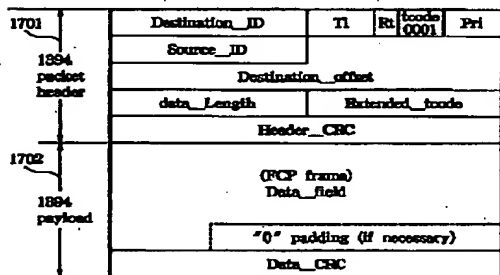 1701
Destination_ID Tl Rt tcode 0001 Pri
1394 packet header
Source_ID
Destination_offset
data_Length Extended_tcode
Header_CRC
1702
1394 payload
(FCP frame)
Data_field
"0" padding (if necessary)
Data_CRC